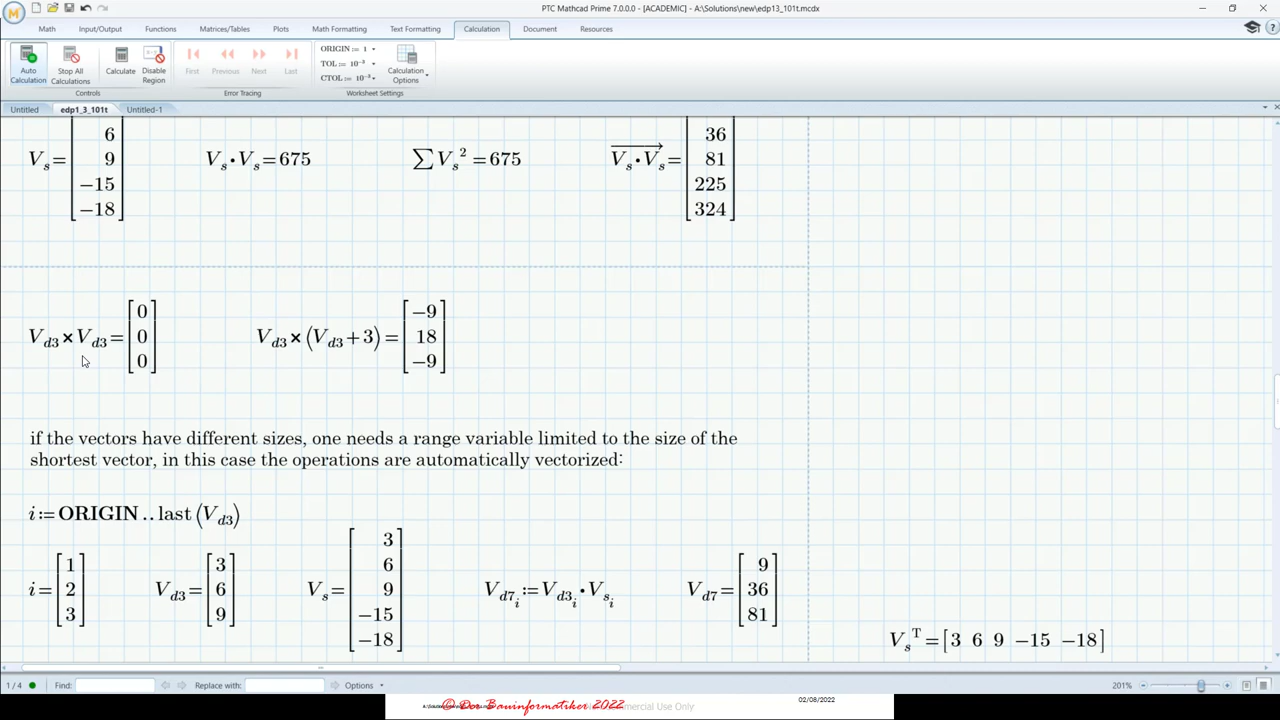 PTC Mathcad Prime 7.0.0.0 - [ACADEMIC] - A:\Solutions\new\edp13_101t.mcdx
Math Input/Output Functions Matrices/Tables Plots Math Formatting Text Formatting Calculation Document Resources
Auto Calculation
Stop All Calculations
Calculate
Disable Region
Controls
First Previous Next Last
Error Tracing
ORIGIN := 1
TOL := 10⁻³
CTOL := 10⁻³
Calculation Options
Worksheet Settings
Untitled edp1_3_101t Untitled-1
V_s = [6 9 −15 −18] V_s · V_s = 675 ∑ V_s² = 675 V_s · V_s = [36 81 225 324]
V_d3 × V_d3 = [0 0 0] V_d3 × (V_d3 + 3) = [−9 18 −9]
if the vectors have different sizes, one needs a range variable limited to the size of the
shortest vector, in this case the operations are automatically vectorized:
i := ORIGIN .. last (V_d3)
i = [1 2 3] V_d3 = [3 6 9] V_s = [3 6 9 −15 −18] V_d7_i := V_d3_i · V_s_i V_d7 = [9 36 81]
V_s^T = [3 6 9 −15 −18]
1 / 4 Find: Replace with: Options 201%
© Der Bauinformatiker 2022
mmercial Use Only
02/08/2022